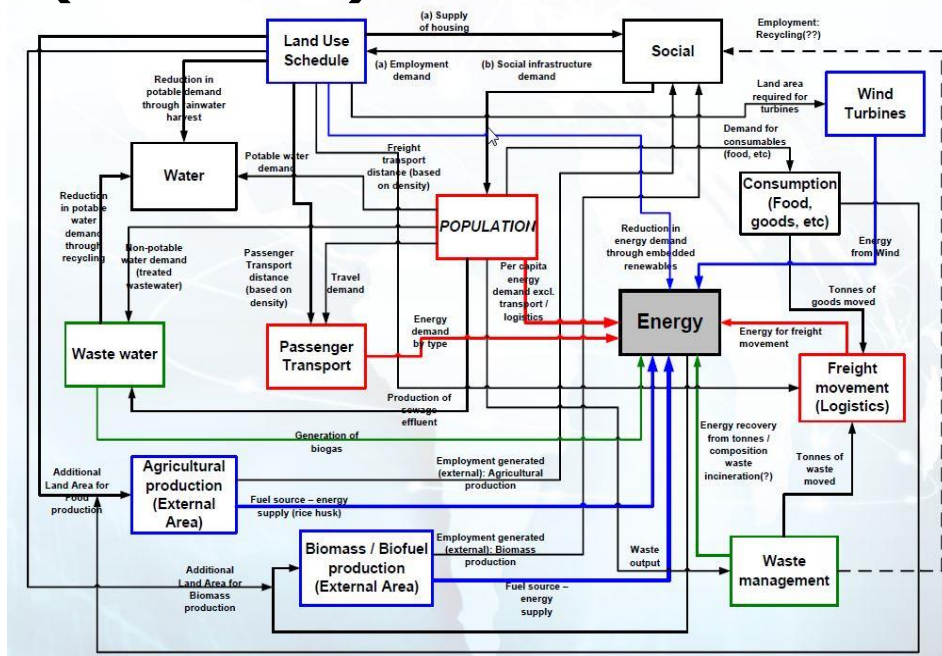 (a) Supply
of housing
Employment:
Recycling(??)
Land Use
Schedule
Social
(a) Employment
demand
(b) Social infrastructure
demand
Reduction in
potable demand
through rainwater
harvest
Land area
required for
turbines
Wind
Turbines
Demand for
consumables
(food, etc)
Water
Potable water
demand
Freight
transport
distance (based
on density)
Consumption
(Food,
goods, etc)
Reduction
in potable
water
demand
through
recycling
POPULATION
Non-potable
water demand
(treated
wastewater)
Passenger
Transport
distance
(based on
density)
Travel
demand
Per capita
energy
demand excl.
transport /
logistics
Reduction in
energy demand
through embedded
renewables
Energy
from Wind
Tonnes of
goods moved
Energy
demand
by type
Energy
Energy for freight
movement
Waste water
Passenger
Transport
Freight
movement
(Logistics)
Production of
sewage
effluent
Generation of
biogas
Energy recovery
from tonnes /
composition
waste
incineration(?)
Tonnes of
waste
moved
Additional
Land Area for
Food
production
Agricultural
production
(External
Area)
Employment generated
(external): Agricultural
production
Fuel source – energy
supply (rice husk)
Biomass / Biofuel
production
(External Area)
Employment generated
(external): Biomass
production
Waste
output
Waste
management
Additional
Land Area for
Biomass
production
Fuel source –
energy
supply